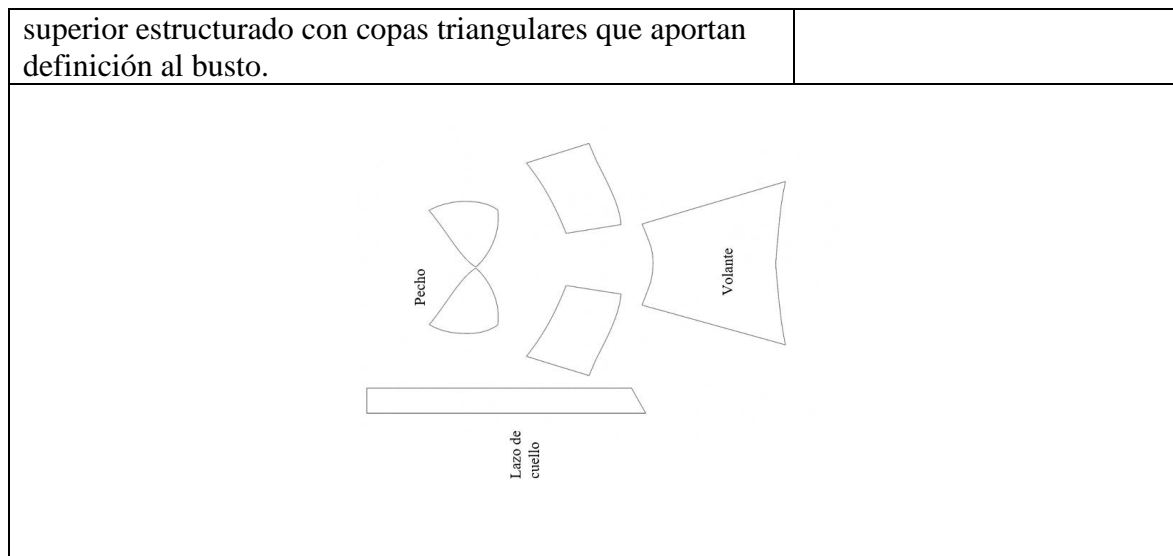 superior estructurado con copas triangulares que aportan
definición al busto.
Pecho
Volante
Lazo de
cuello